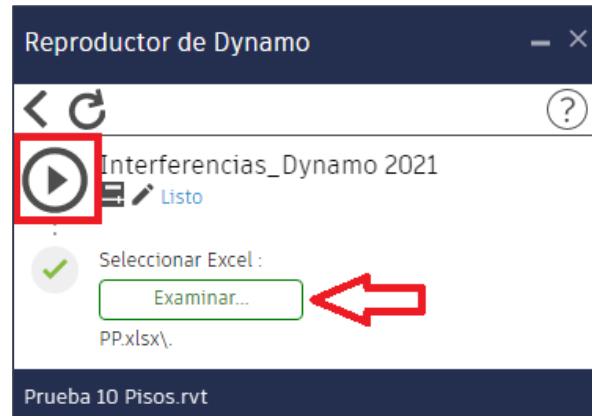 Reproductor de Dynamo
?
Interferencias_Dynamo 2021
Listo
Seleccionar Excel :
Examinar...
PP.xlsx\.
Prueba 10 Pisos.rvt